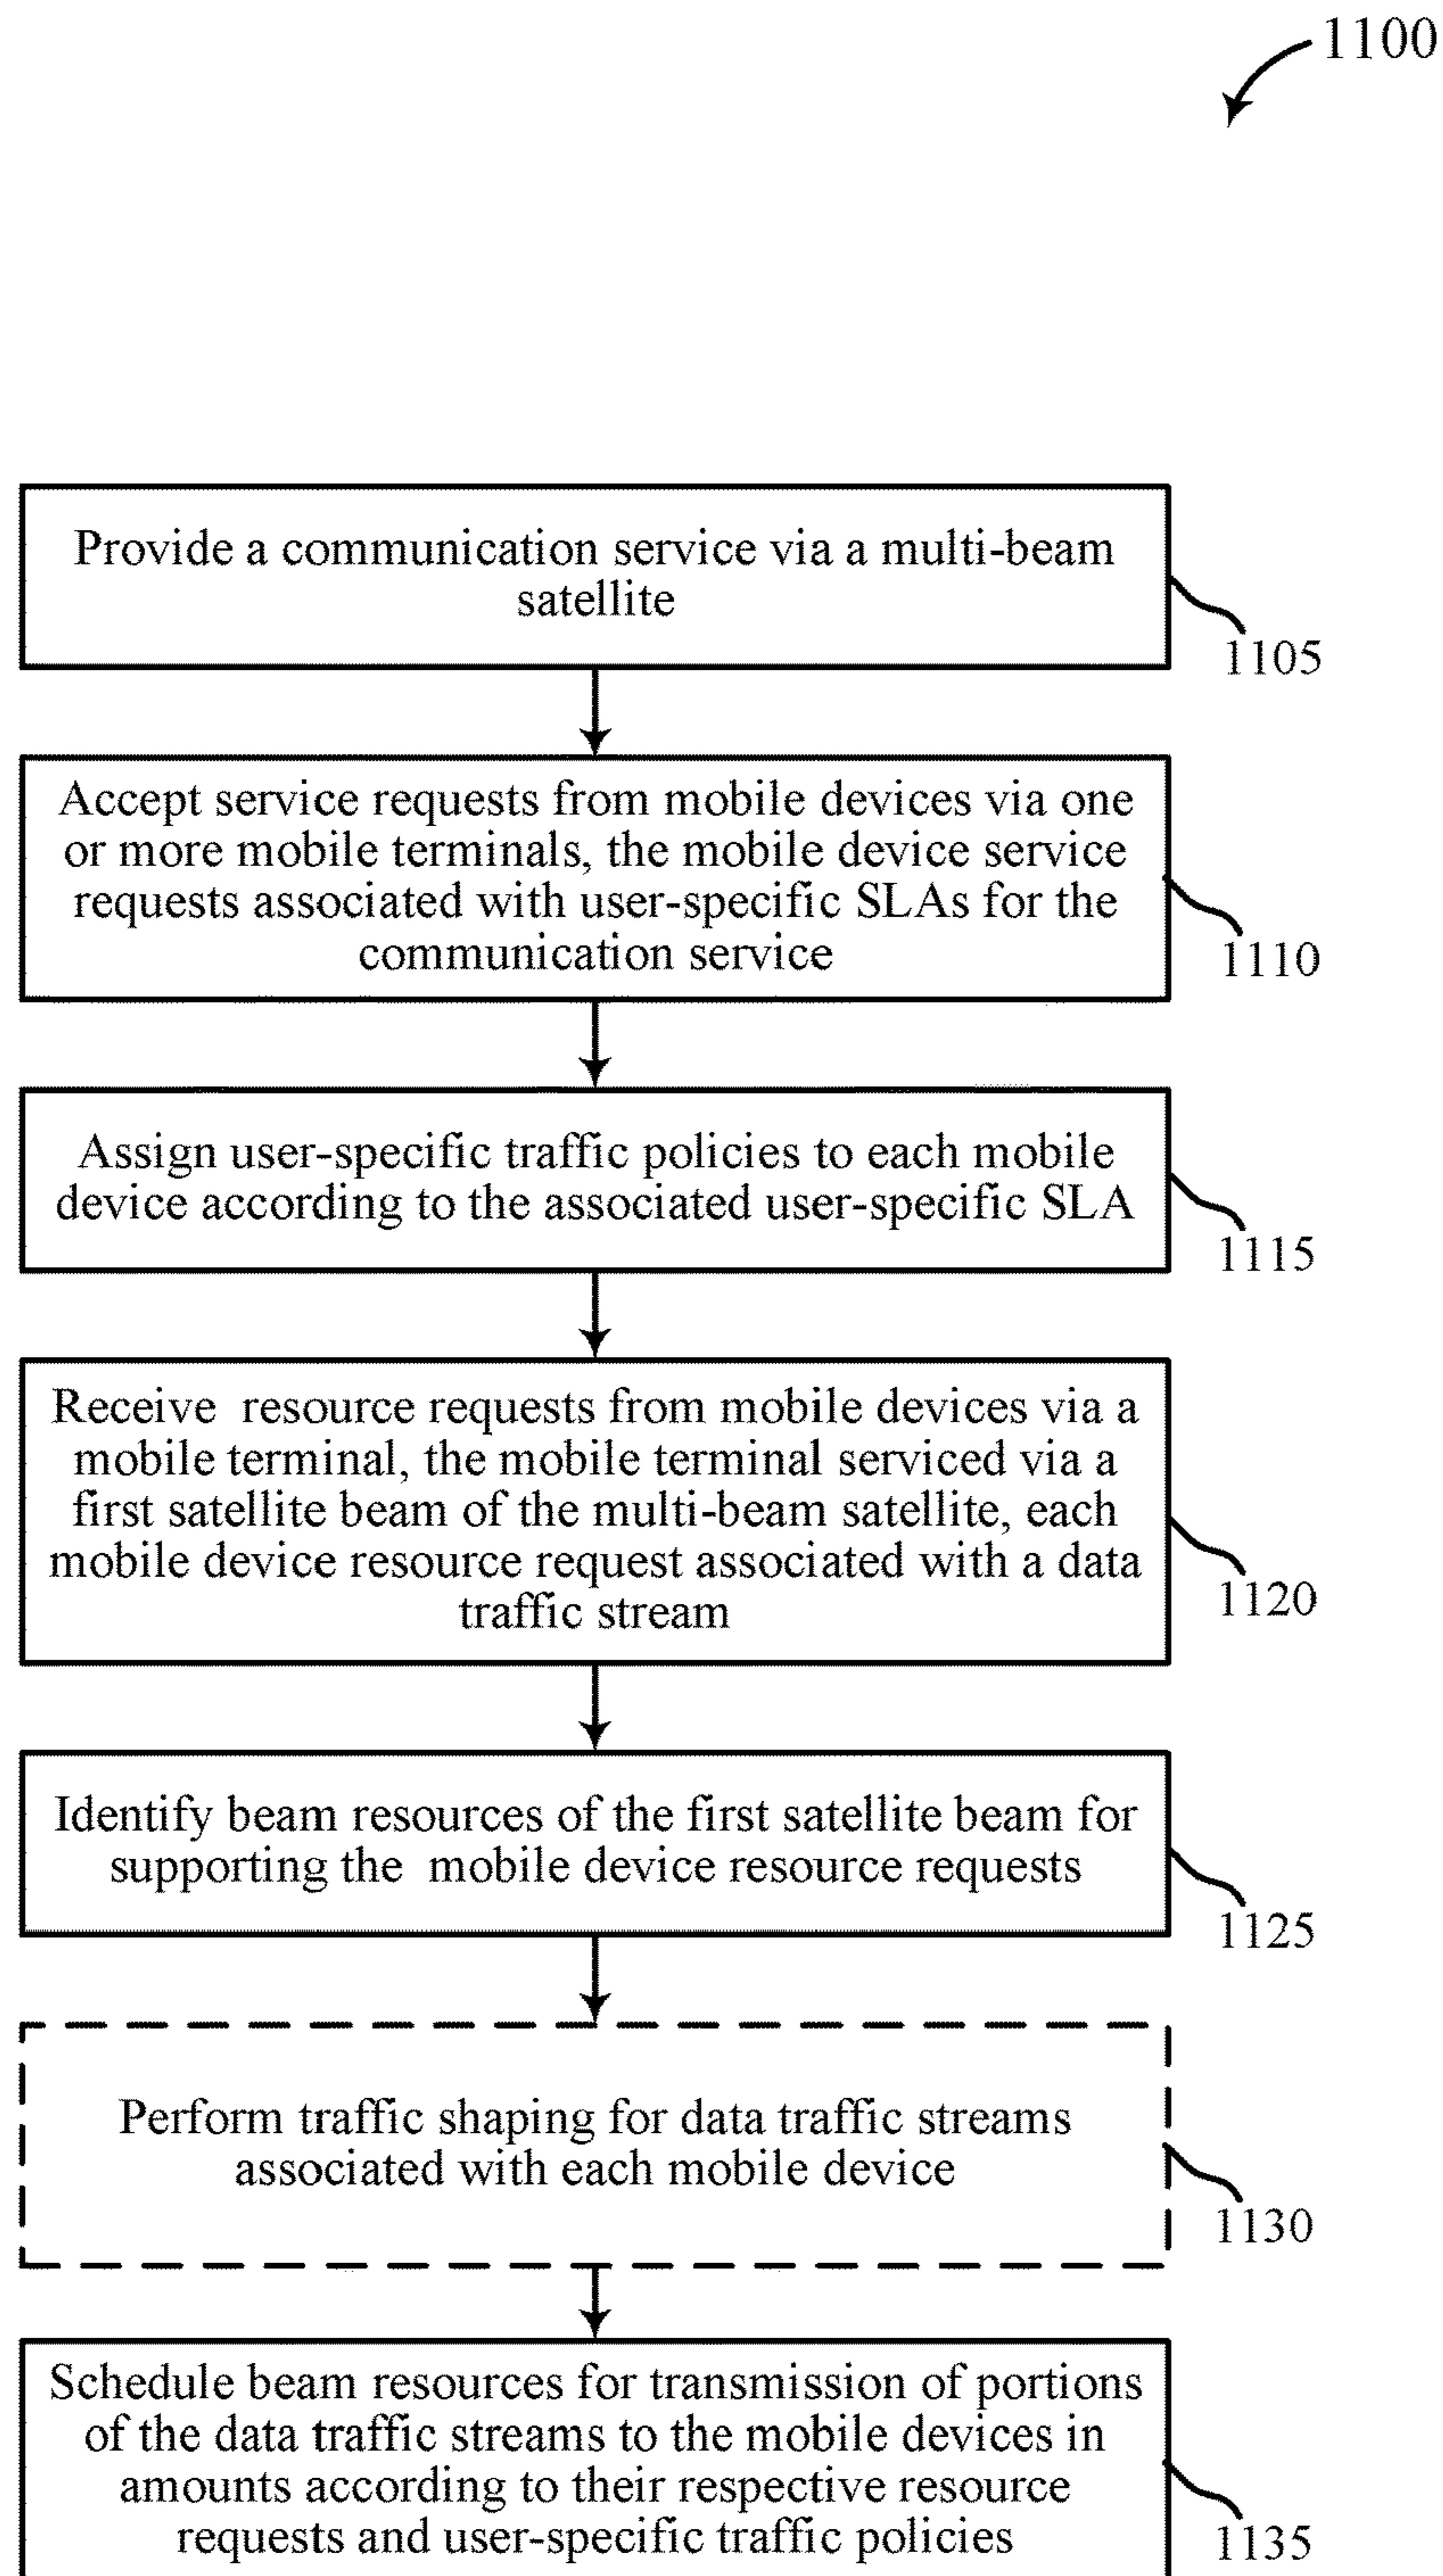 1100
Provide a communication service via a multi-beam
satellite
1105
Accept service requests from mobile devices via one
or more mobile terminals, the mobile device service
requests associated with user-specific SLAs for the
communication service
1110
Assign user-specific traffic policies to each mobile
device according to the associated user-specific SLA
1115
Receive resource requests from mobile devices via a
mobile terminal, the mobile terminal serviced via a
first satellite beam of the multi-beam satellite, each
mobile device resource request associated with a data
traffic stream
1120
Identify beam resources of the first satellite beam for
supporting the mobile device resource requests
1125
Perform traffic shaping for data traffic streams
associated with each mobile device
1130
Schedule beam resources for transmission of portions
of the data traffic streams to the mobile devices in
amounts according to their respective resource
requests and user-specific traffic policies
1135